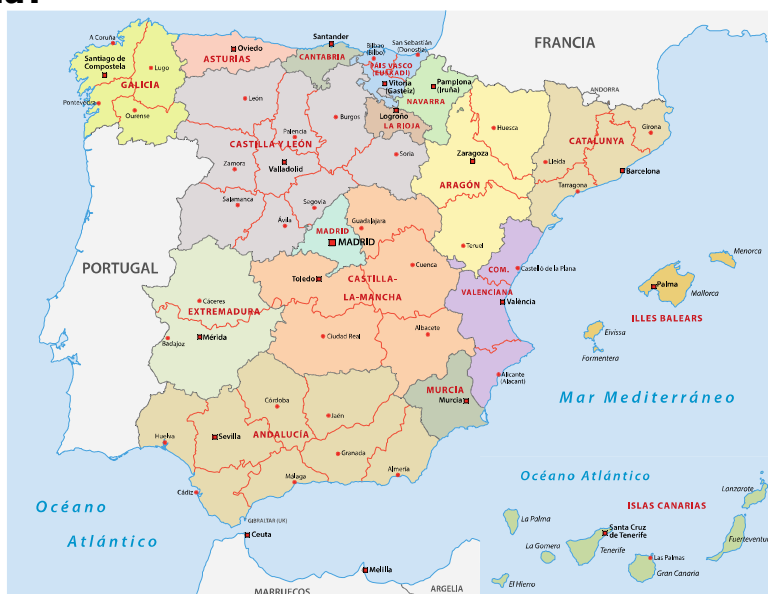 FRANCIA
A Coruña
Santiago de
Compostela
Lugo
GALICIA
Pontevedra
Ourense
Oviedo
ASTURÍAS
Santander
CANTABRIA
Bilbao
(Bilbo)
San Sebastián
(Donostia)
PAÍS VASCO
(EUSKADI)
Vitoria
(Gasteiz)
Pamplona
(Iruña)
NAVARRA
Logroño
LA RIOJA
ANDORRA
León
Burgos
Palencia
CASTILLA Y LEÓN
Zamora
Valladolid
Soria
Salamanca
Segovia
Ávila
Huesca
Zaragoza
ARAGÓN
Teruel
CATALUNYA
Girona
Lleida
Barcelona
Tarragona
MADRID
MADRID
Guadalajara
Cuenca
Toledo
CASTILLA-
LA-MANCHA
Ciudad Real
Albacete
PORTUGAL
Cáceres
EXTREMADURA
Mérida
Badajoz
COM.
VALENCIANA
Castelló de la Plana
València
Alicante
(Alacant)
Menorca
Palma
Mallorca
ILLES BALEARS
Eivissa
Formentera
Mar Mediterráneo
MURCÍA
Murcia
Córdoba
Jaén
Huelva
Sevilla
ANDALUCÍA
Granada
Almería
Málaga
Cádiz
GIBRALTAR (UK)
Ceuta
Melilla
MARRUECOS
ARGELIA
Océano
Atlántico
Océano Atlántico
ISLAS CANARIAS
Lanzarote
La Palma
Santa Cruz
de Tenerife
Tenerife
La Gomera
El Hierro
Las Palmas
Gran Canaria